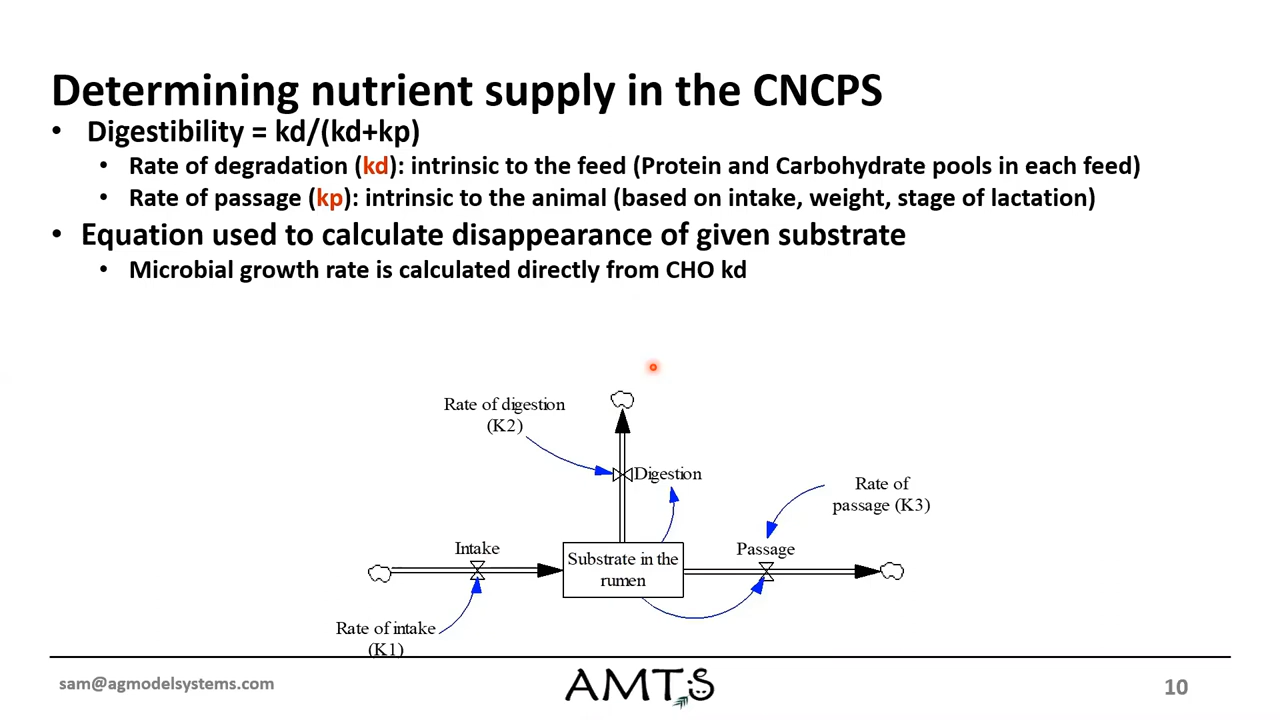 Determining nutrient supply in the CNCPS
• Digestibility = kd/(kd+kp)
• Rate of degradation (kd): intrinsic to the feed (Protein and Carbohydrate pools in each feed)
• Rate of passage (kp): intrinsic to the animal (based on intake, weight, stage of lactation)
• Equation used to calculate disappearance of given substrate
• Microbial growth rate is calculated directly from CHO kd
Rate of digestion
(K2)
Digestion
Rate of
passage (K3)
Intake
Substrate in the
rumen
Passage
Rate of intake
(K1)
sam@agmodelsystems.com
AMTS
10